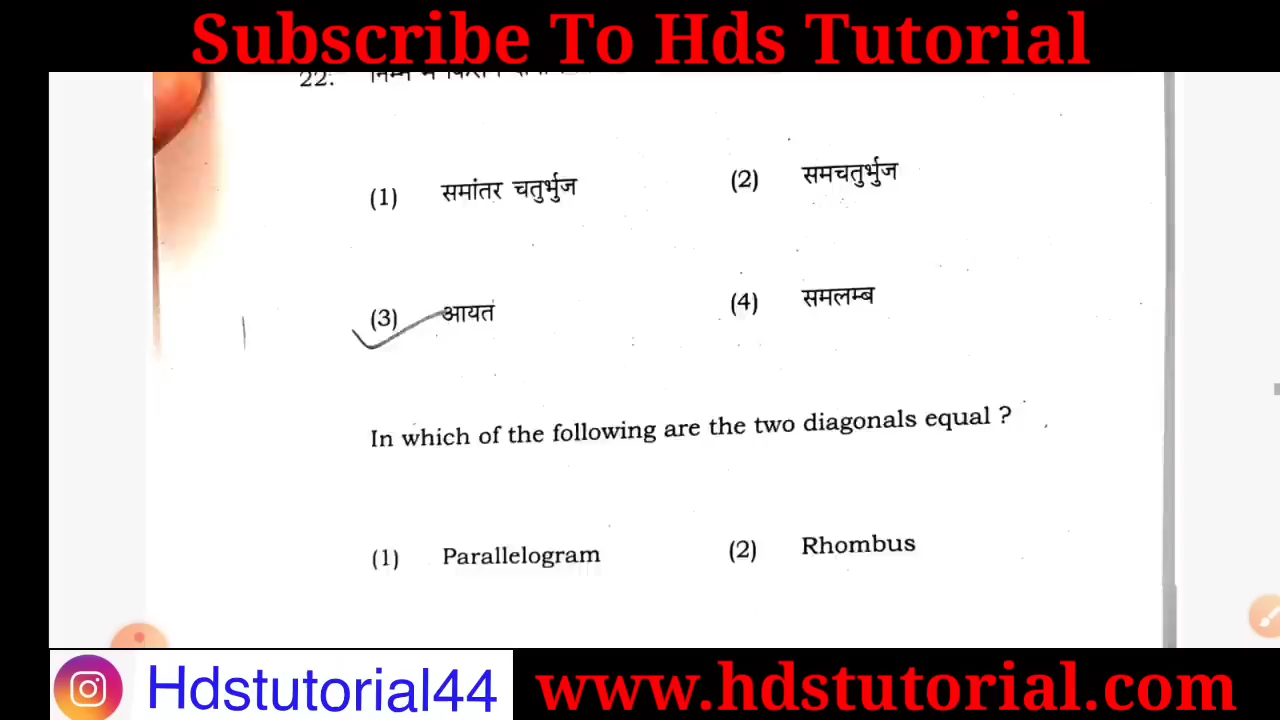 Subscribe To Hds Tutorial
22.
(1) समांतर चतुर्भुज (2) समचतुर्भुज
(3) आयत (4) समलम्ब
In which of the following are the two diagonals equal ?
(1) Parallelogram (2) Rhombus
Hdstutorial44 www.hdstutorial.com